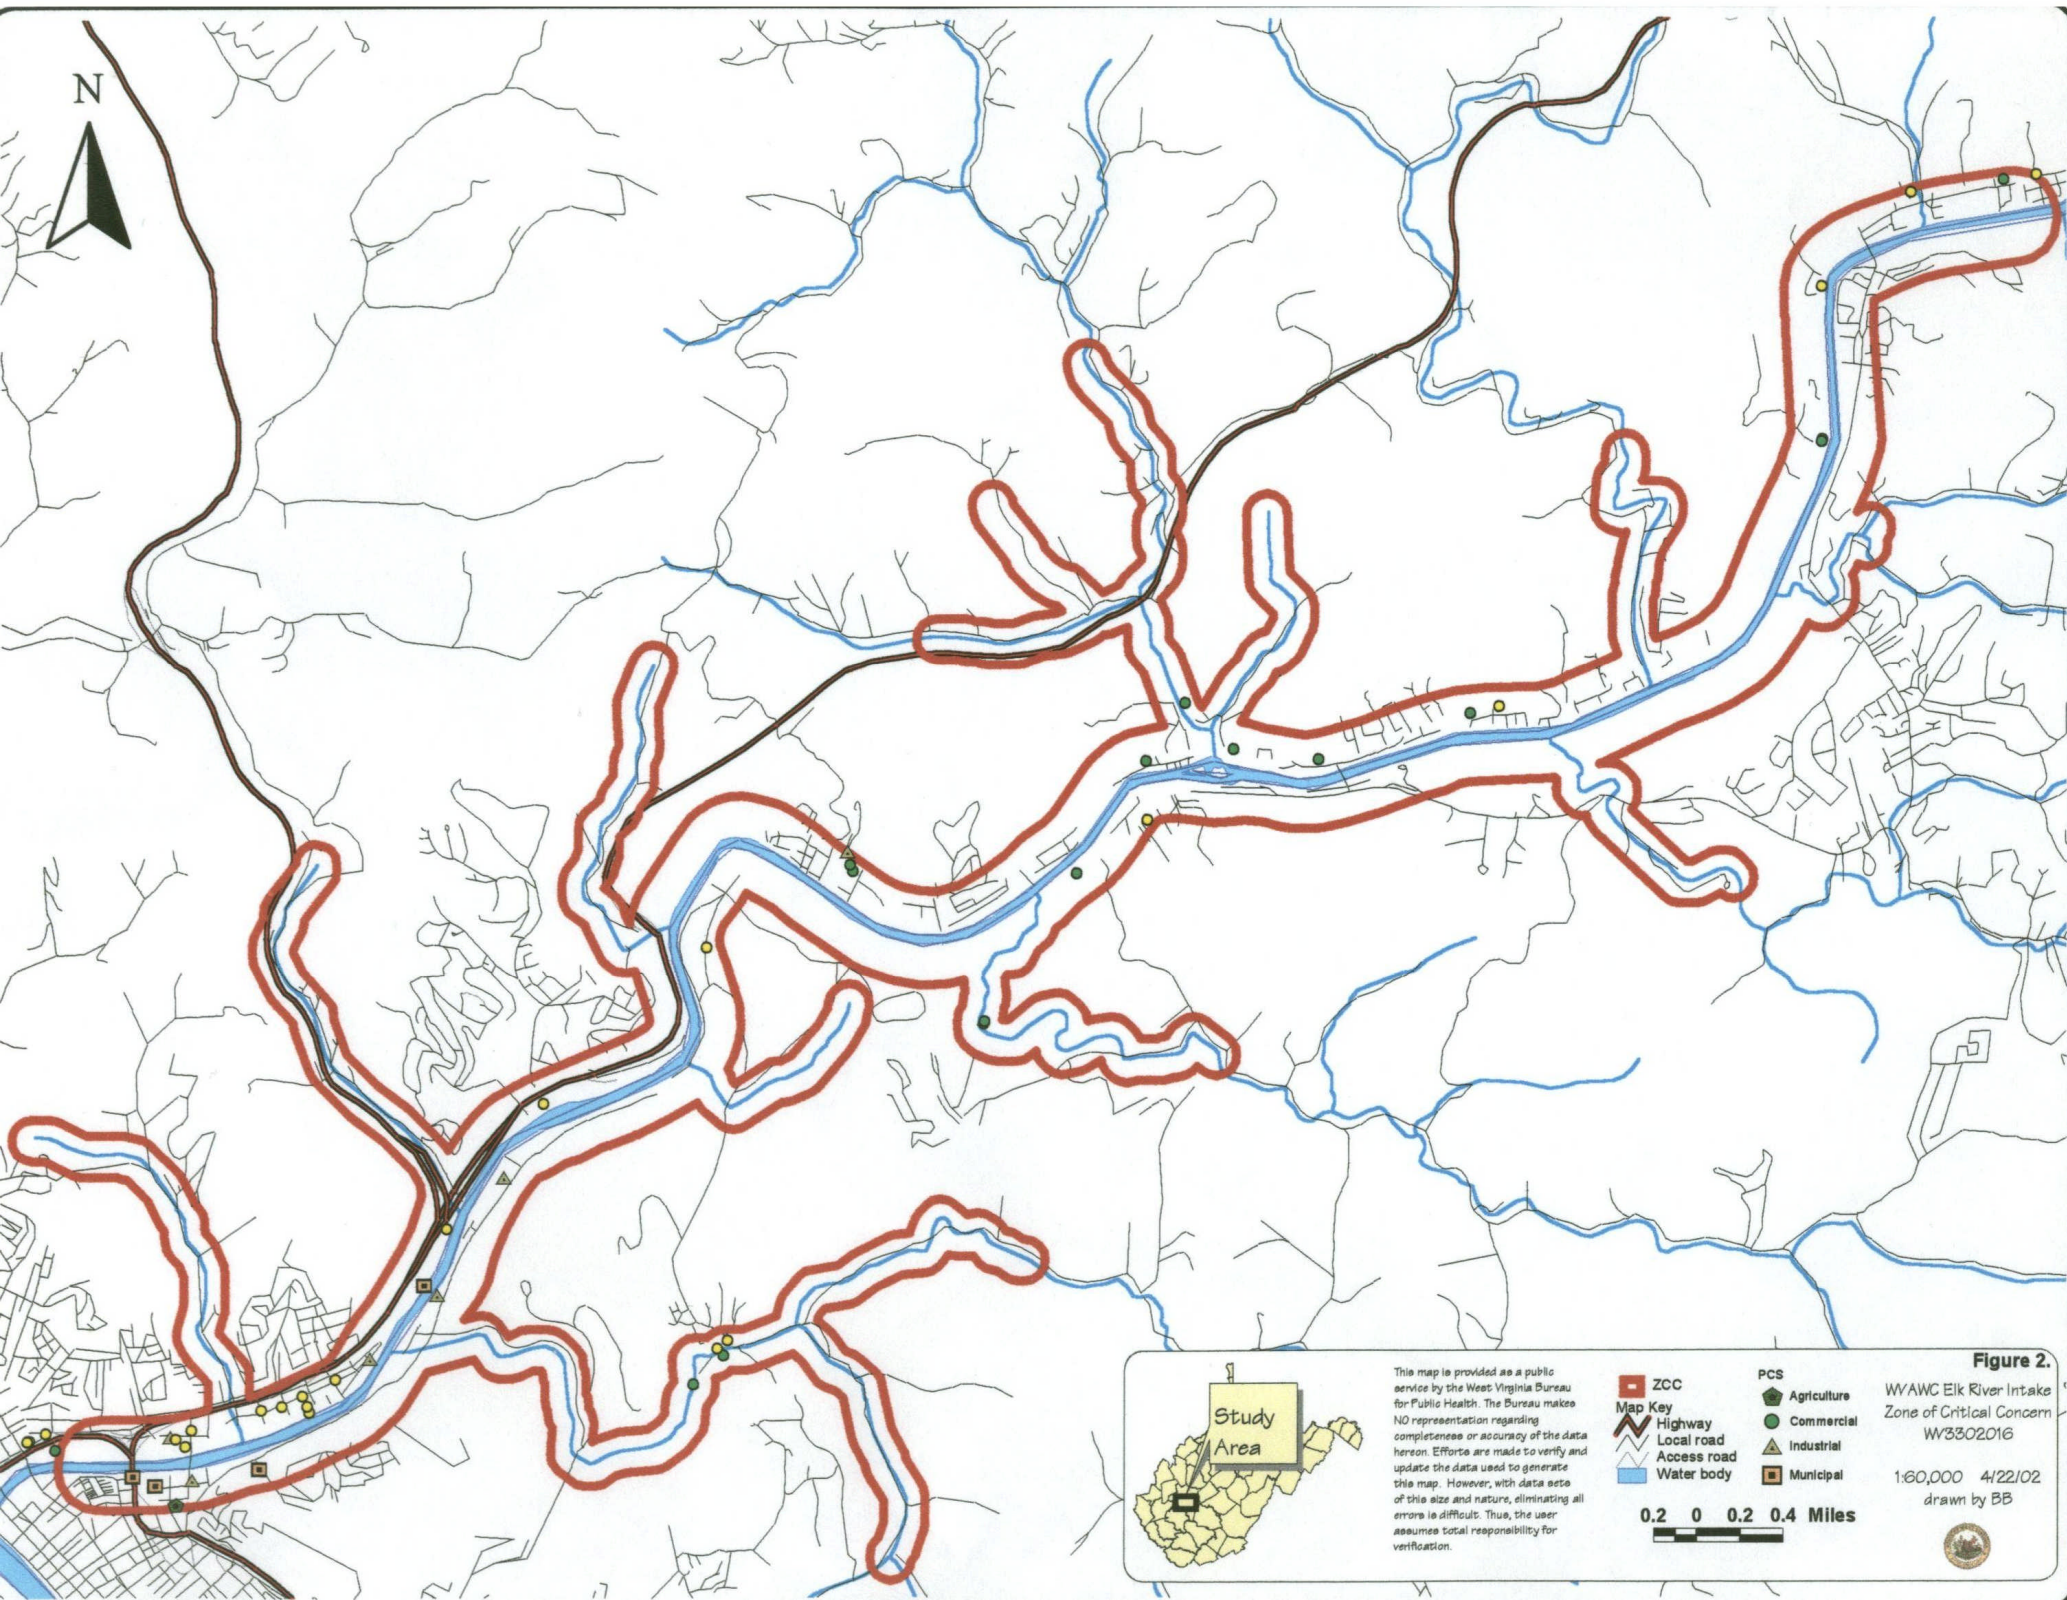 N
Study
Area
This map is provided as a public
service by the West Virginia Bureau
for Public Health. The Bureau makes
NO representation regarding
completeness or accuracy of the data
hereon. Efforts are made to verify and
update the data used to generate
this map. However, with data sets
of this size and nature, eliminating all
errors is difficult. Thus, the user
assumes total responsibility for
verification.
ZCC
Map Key
Highway
Local road
Access road
Water body
PCS
Agriculture
Commercial
Industrial
Municipal
0.2 0 0.2 0.4 Miles
Figure 2.
WVAWC Elk River Intake
Zone of Critical Concern
WV3302016
1:60,000 4/22/02
drawn by BB